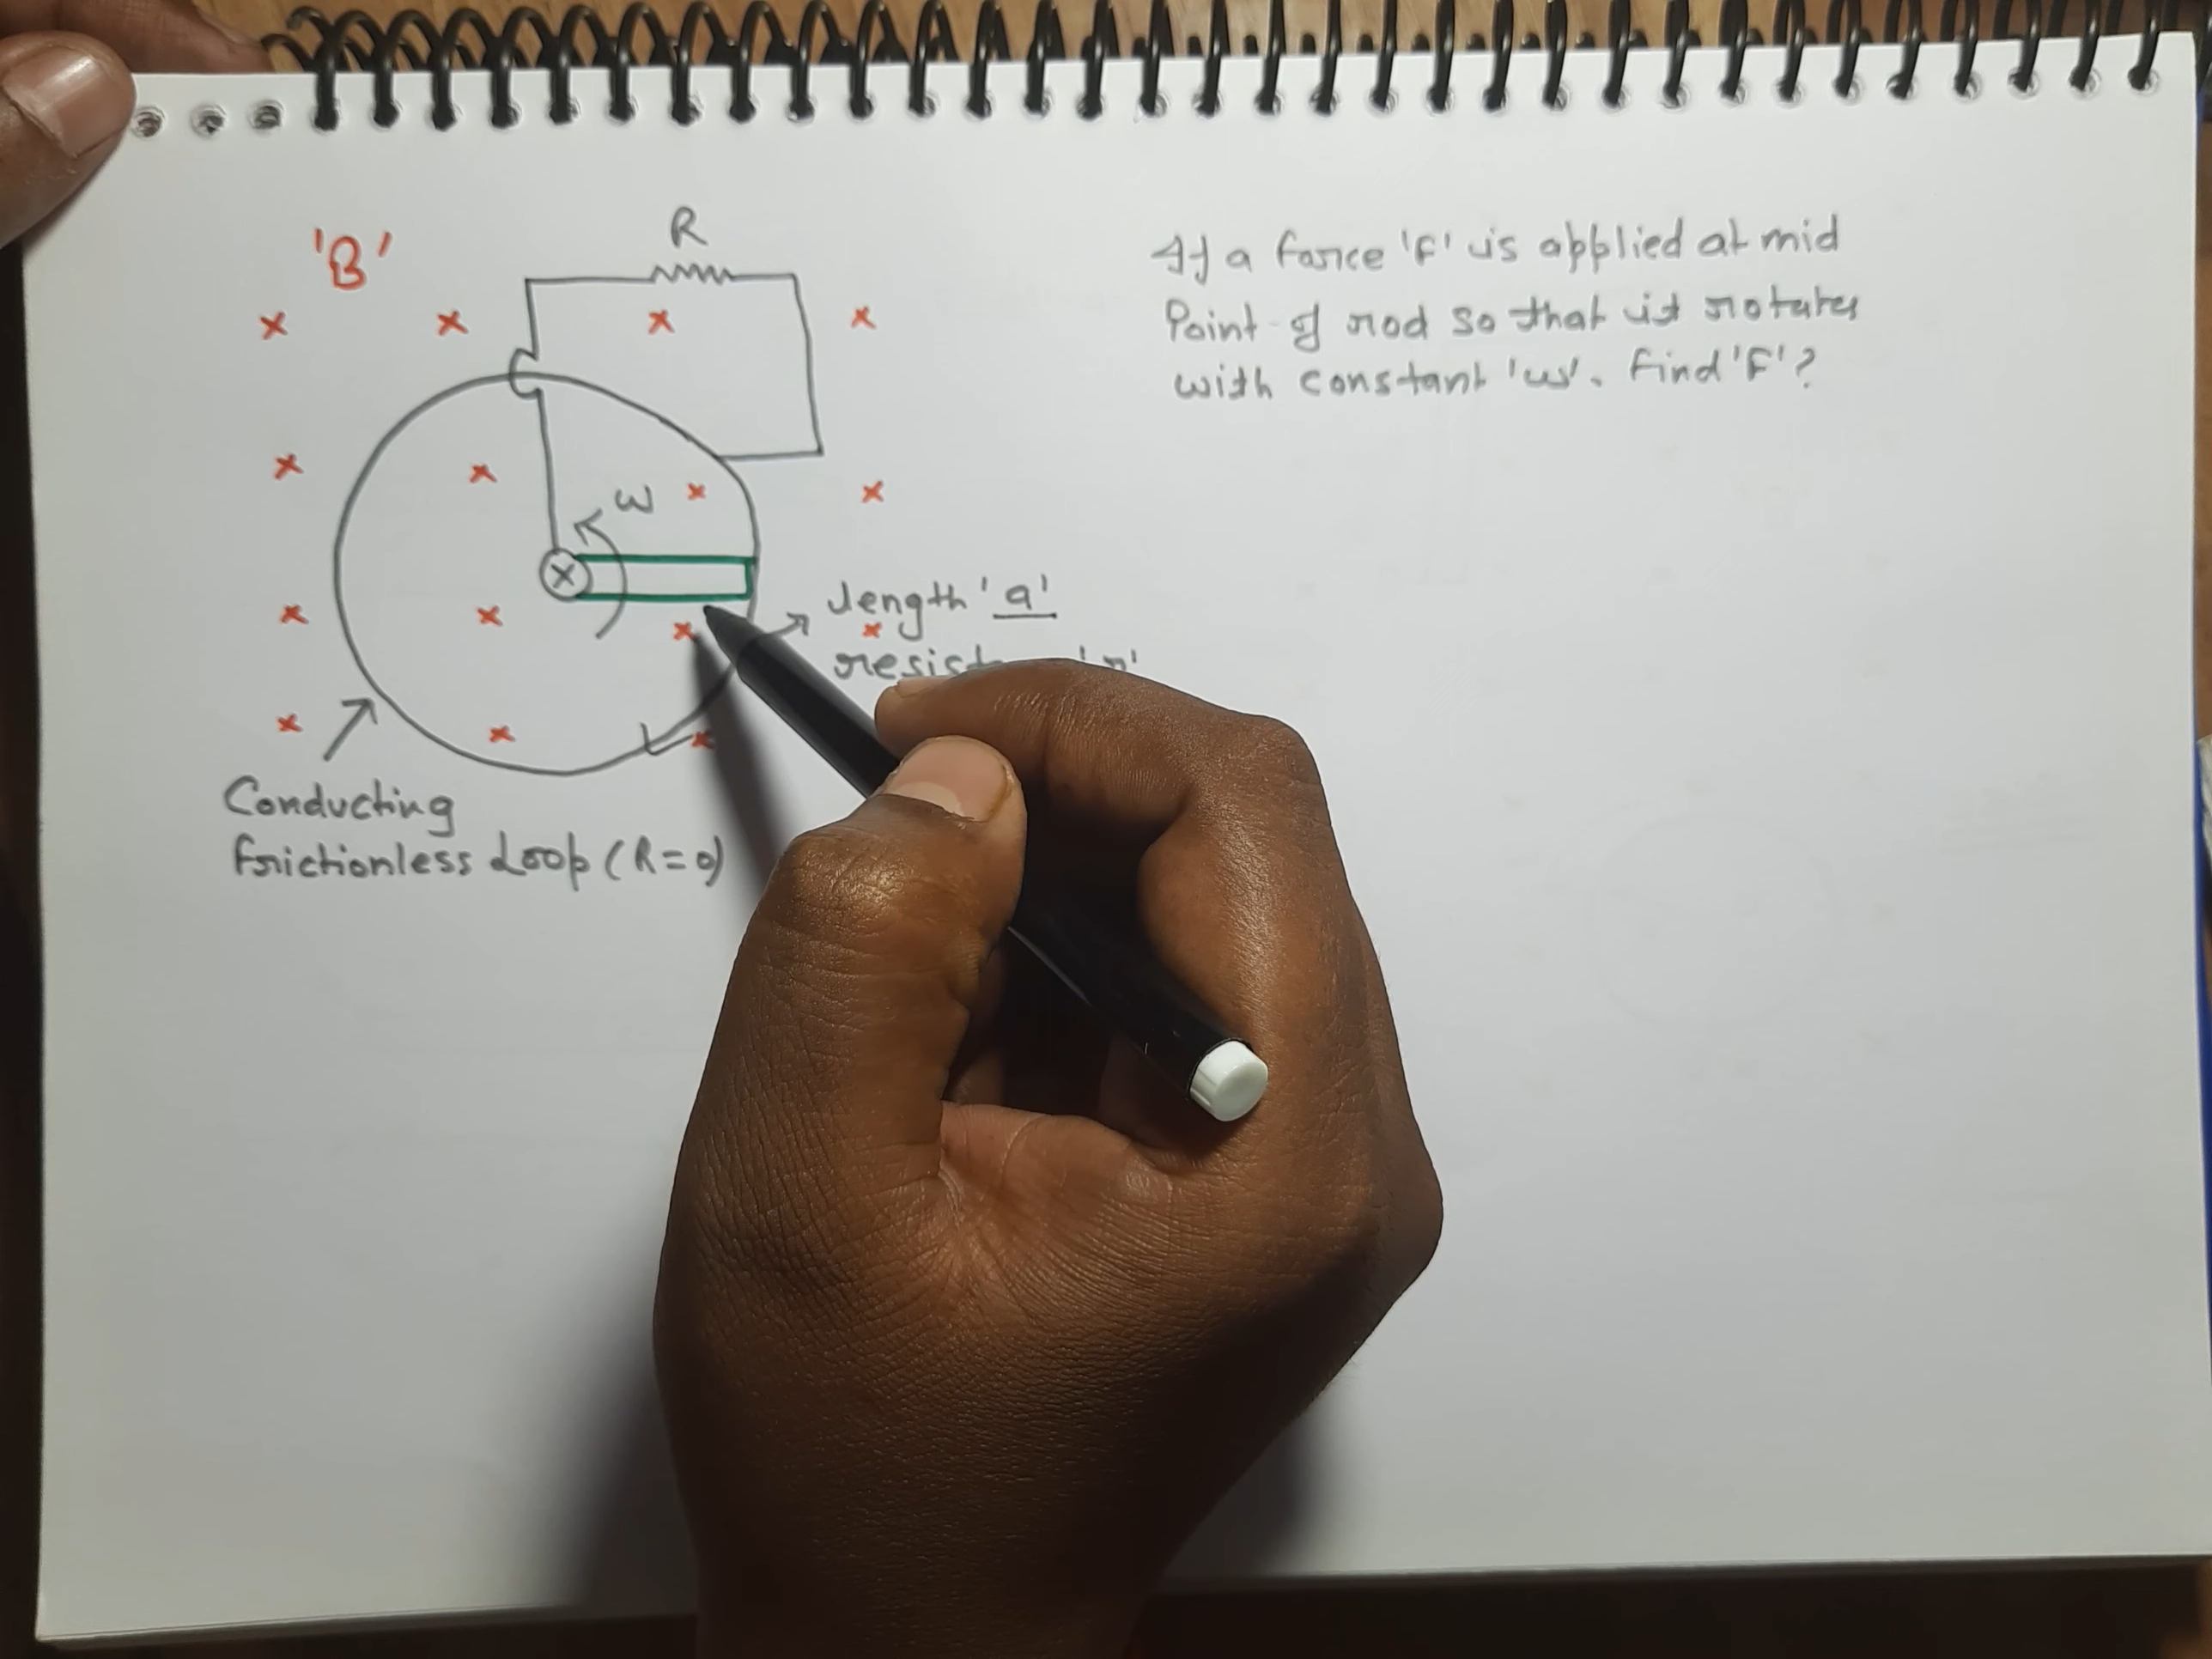 'B'
R
If a force 'F' is applied at mid
Point of rod so that it rotates
with constant 'w'. Find 'F'?
w
length 'a'
Conducting
frictionless Loop (R=0)